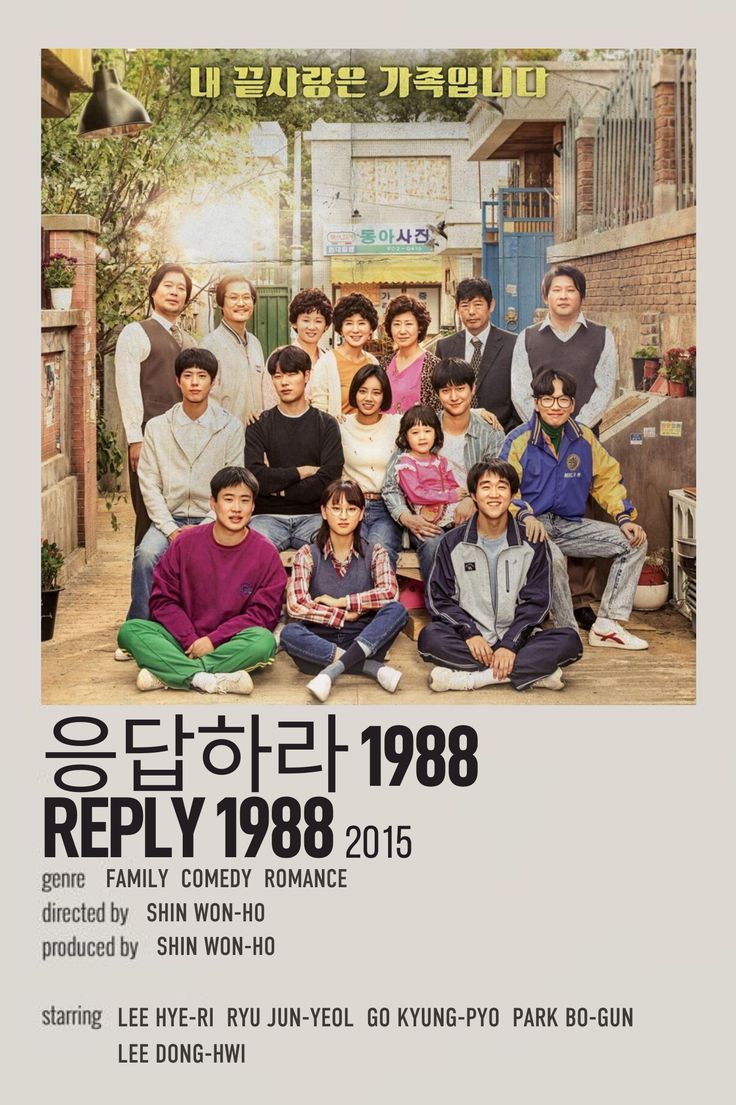 내 끝사랑은 가족입니다
동아사진
902-0415
응답하라 1988
REPLY 1988 2015
genre FAMILY COMEDY ROMANCE
directed by SHIN WON-HO
produced by SHIN WON-HO
starring LEE HYE-RI RYU JUN-YEOL GO KYUNG-PYO PARK BO-GUN
LEE DONG-HWI